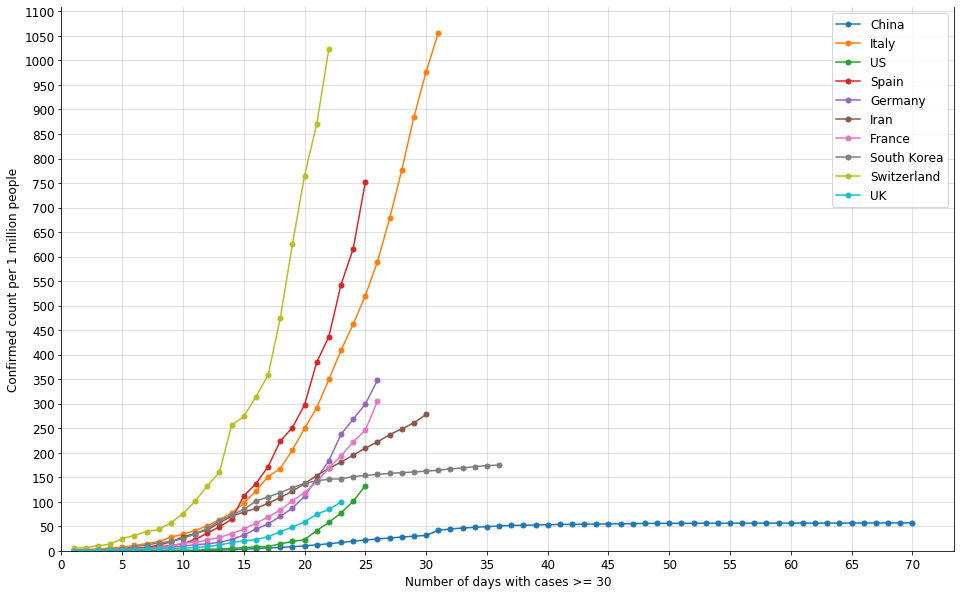 1100
1050
1000
950
900
850
800
750
700
650
600
550
500
450
400
350
300
250
200
150
100
50
0
Confirmed count per 1 million people
0 5 10 15 20 25 30 35 40 45 50 55 60 65 70
Number of days with cases >= 30
China
Italy
US
Spain
Germany
Iran
France
South Korea
Switzerland
UK